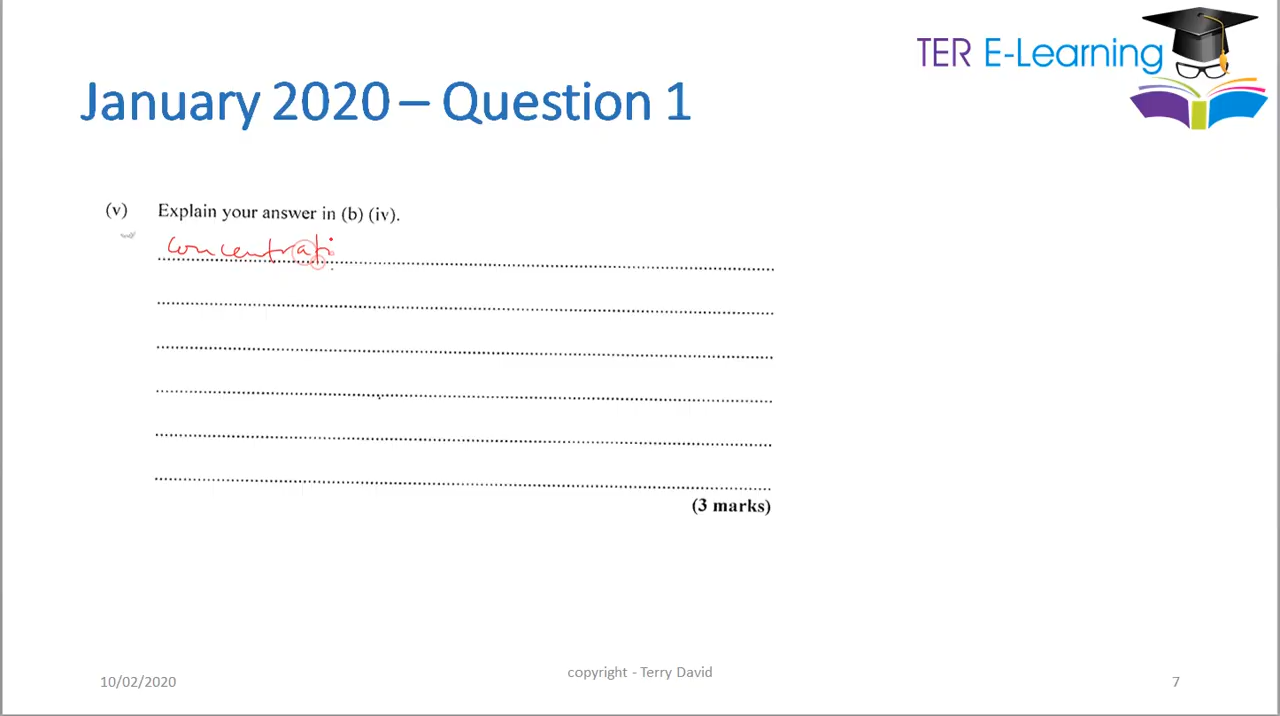 TER E-Learning
January 2020 – Question 1
(v) Explain your answer in (b) (iv).
concentrati
(3 marks)
10/02/2020
copyright - Terry David
7